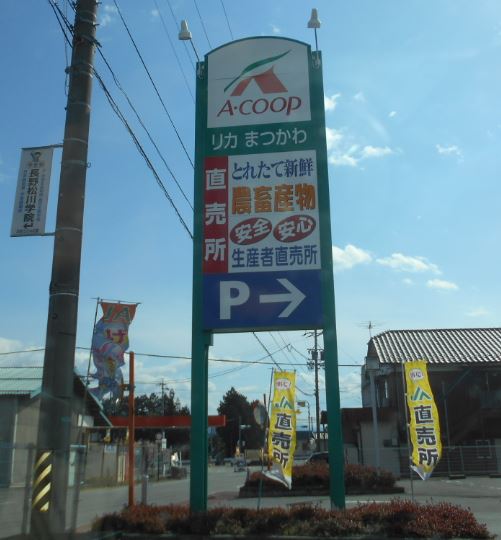 A·COOP
リカ まつかわ
直売所
とれたて新鮮
農畜産物
安全 安心
生産者直売所
P→
長野松川学院
JA
直売所
JA
直売所